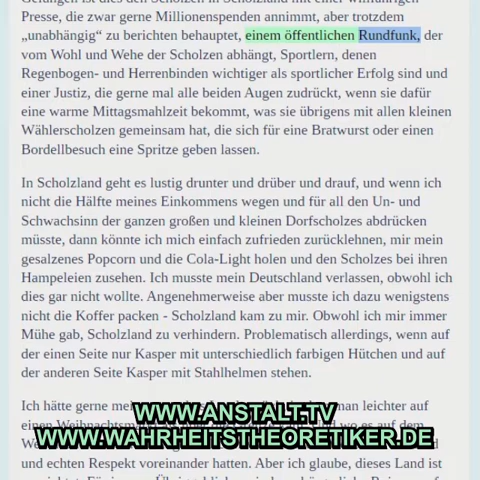 Presse, die zwar gerne Millionenspenden annimmt, aber trotzdem
„unabhängig“ zu berichten behauptet, einem öffentlichen Rundfunk, der
vom Wohl und Wehe der Scholzen abhängt, Sportlern, denen
Regenbogen- und Herrenbinden wichtiger als sportlicher Erfolg sind und
einer Justiz, die gerne mal alle beiden Augen zudrückt, wenn sie dafür
eine warme Mittagsmahlzeit bekommt, was sie übrigens mit allen kleinen
Wählerscholzen gemeinsam hat, die sich für eine Bratwurst oder einen
Bordellbesuch eine Spritze geben lassen.
In Scholzland geht es lustig drunter und drüber und drauf, und wenn ich
nicht die Hälfte meines Einkommens wegen und für all den Un- und
Schwachsinn der ganzen großen und kleinen Dorfscholzes abdrücken
müsste, dann könnte ich mich einfach zufrieden zurücklehnen, mir mein
gesalzenes Popcorn und die Cola-Light holen und den Scholzes bei ihren
Hampeleien zusehen. Ich musste mein Deutschland verlassen, obwohl ich
dies gar nicht wollte. Angenehmerweise aber musste ich dazu wenigstens
nicht die Koffer packen - Scholzland kam zu mir. Obwohl ich mir immer
Mühe gab, Scholzland zu verhindern. Problematisch allerdings, wenn auf
der einen Seite nur Kasper mit unterschiedlich farbigen Hütchen und auf
der anderen Seite Kasper mit Stahlhelmen stehen.
Ich hätte gerne man leichter auf
WWW.ANSTALT.TV
einen
WWW.WAHRHEITSTHEORETIKER.DE
und echten Respekt voreinander hatten. Aber ich glaube, dieses Land ist